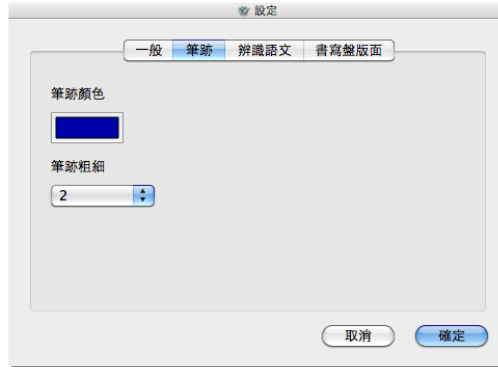 設定
一般 筆跡 辨識語文 書寫盤版面
筆跡顏色
筆跡粗細
2
取消 確定